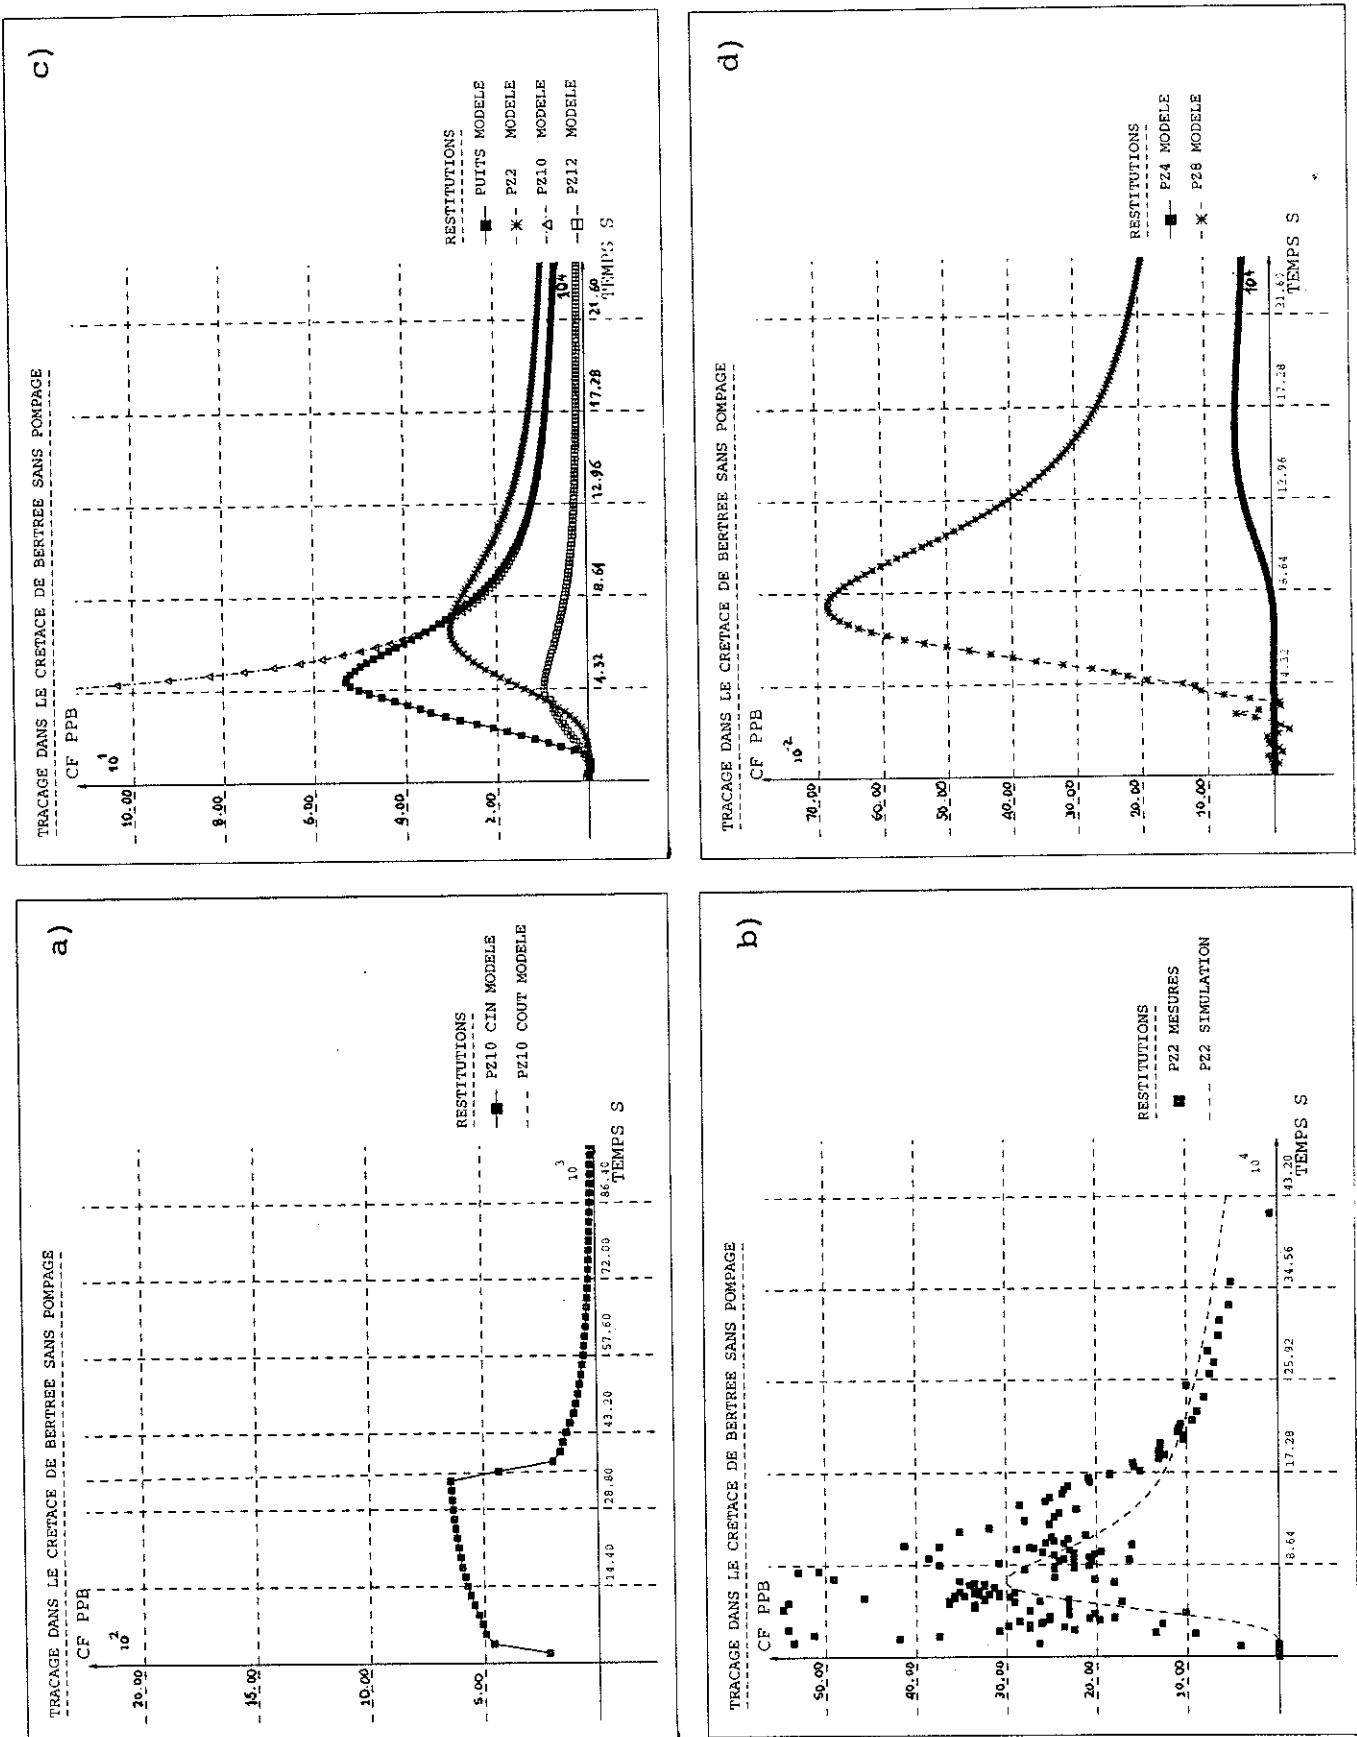 a)
TRACAGE DANS LE CRETACE DE BERTREE SANS POMPAGE
CF PPB
10 2
20.00
15.00
10.00
5.00
14.40
28.80
43.20
57.60
72.00
86.40
10 3
TEMPS S
RESTITUTIONS
PZ10 CIN MODELE
PZ10 COUT MODELE
c)
TRACAGE DANS LE CRETACE DE BERTREE SANS POMPAGE
CF PPB
10 1
10.00
8.00
6.00
4.00
2.00
4.32
8.64
12.96
17.28
21.60
10 4
TEMPS S
RESTITUTIONS
PUITS MODELE
PZ2 MODELE
PZ10 MODELE
PZ12 MODELE
b)
TRACAGE DANS LE CRETACE DE BERTREE SANS POMPAGE
CF PPB
50.00
40.00
30.00
20.00
10.00
8.64
17.28
25.92
34.56
43.20
10 4
TEMPS S
RESTITUTIONS
PZ2 MESURES
PZ2 SIMULATION
d)
TRACAGE DANS LE CRETACE DE BERTREE SANS POMPAGE
CF PPB
10 -2
70.00
60.00
50.00
40.00
30.00
20.00
10.00
4.32
8.64
12.96
17.28
21.60
10 4
TEMPS S
RESTITUTIONS
PZ4 MODELE
PZ8 MODELE